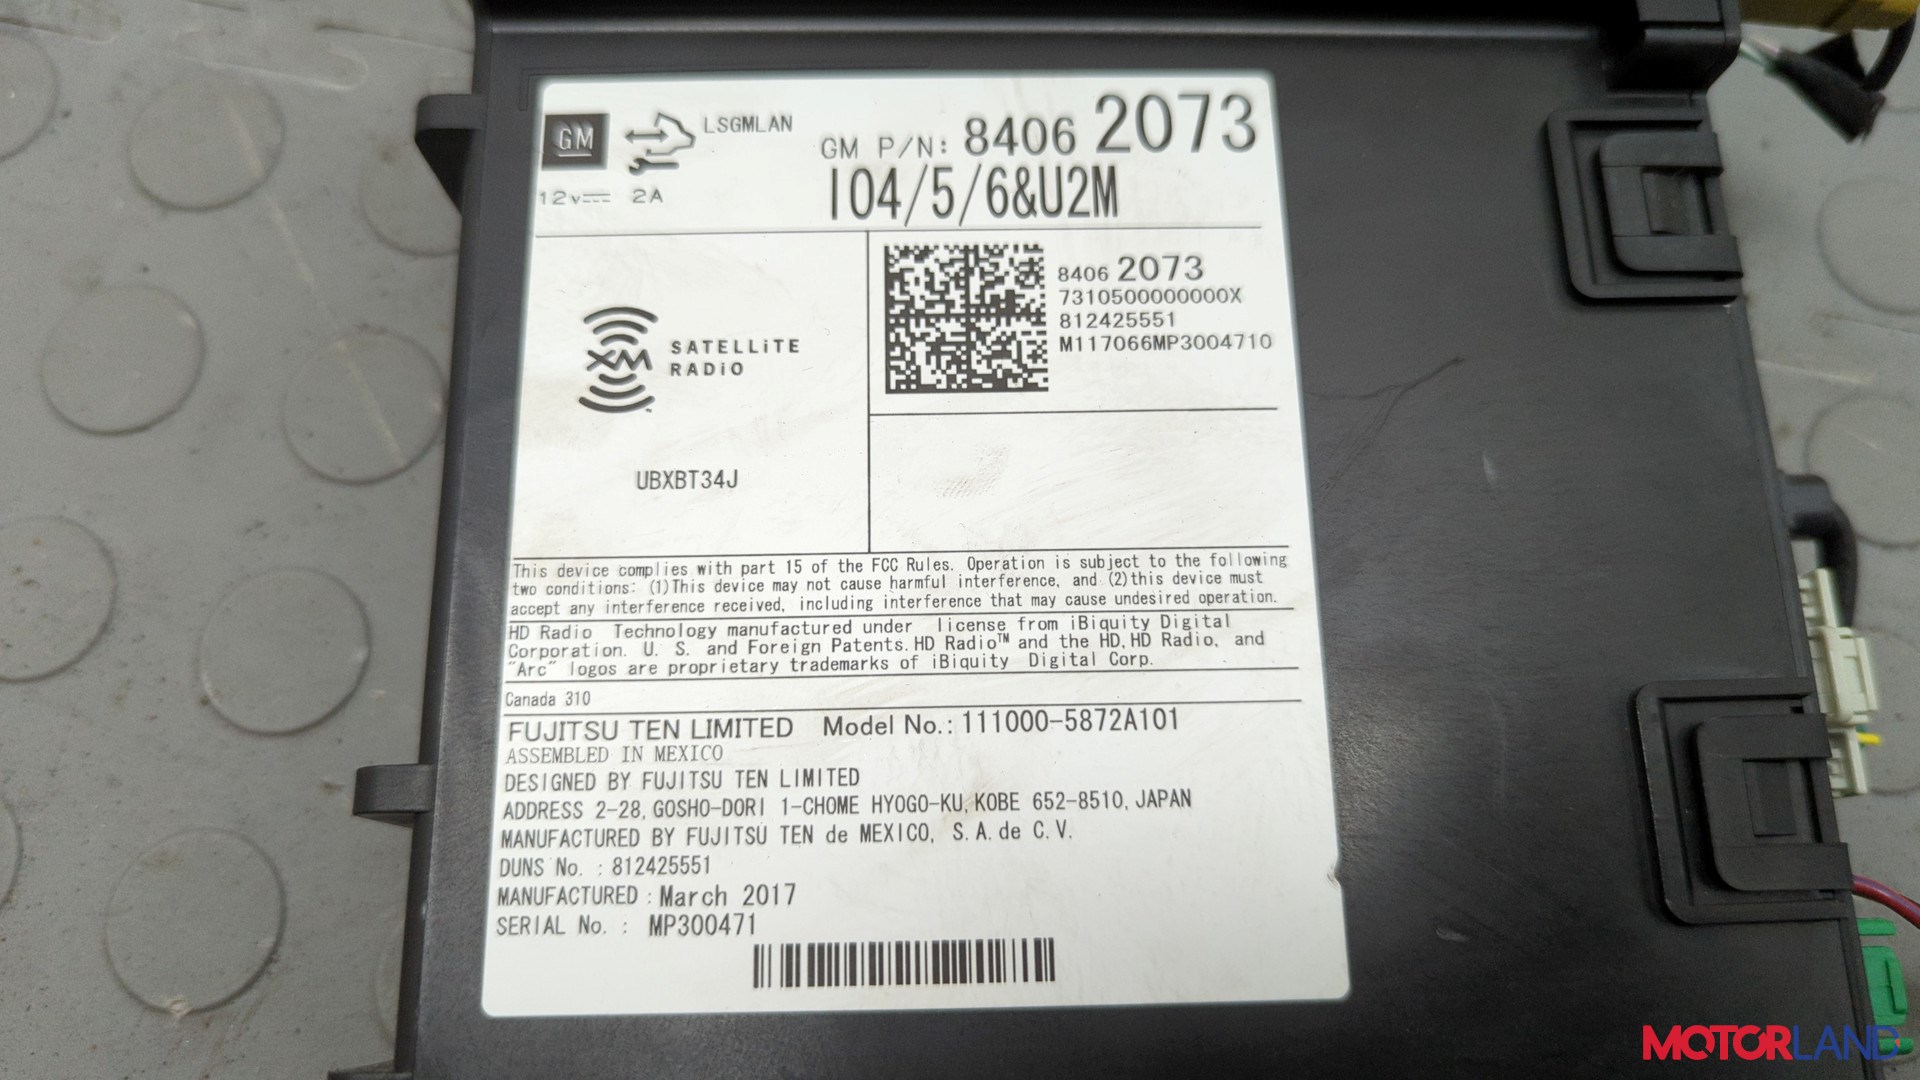 GM
LSGMLAN
GM P/N: 8406 2073
12v 2A
IO4/5/6&U2M
XM SATELLiTE
RADiO
™
UBXBT34J
8406 2073
7310500000000X
812425551
M117066MP3004710
This device complies with part 15 of the FCC Rules. Operation is subject to the following
two conditions: (1)This device may not cause harmful interference, and (2)this device must
accept any interference received, including interference that may cause undesired operation.
HD Radio Technology manufactured under license from iBiquity Digital
Corporation. U. S. and Foreign Patents. HD Radio™ and the HD, HD Radio, and
"Arc" logos are proprietary trademarks of iBiquity Digital Corp.
Canada 310
FUJITSU TEN LIMITED Model No.: 111000-5872A101
ASSEMBLED IN MEXICO
DESIGNED BY FUJITSU TEN LIMITED
ADDRESS 2-28, GOSHO-DORI 1-CHOME HYOGO-KU, KOBE 652-8510, JAPAN
MANUFACTURED BY FUJITSU TEN de MEXICO, S. A. de C. V.
DUNS No. : 812425551
MANUFACTURED : March 2017
SERIAL No. : MP300471
MOTORLAND